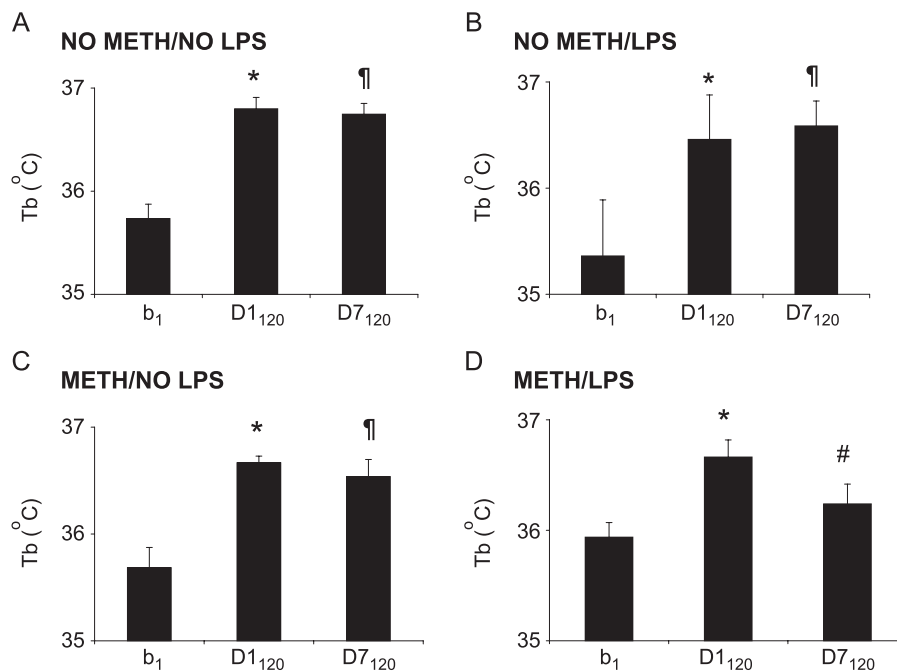 A
NO METH/NO LPS
Tb (°C)
37
36
35
*
¶
b₁
D1₁₂₀
D7₁₂₀
B
NO METH/LPS
Tb (°C)
37
36
35
*
¶
b₁
D1₁₂₀
D7₁₂₀
C
METH/NO LPS
Tb (°C)
37
36
35
*
¶
b₁
D1₁₂₀
D7₁₂₀
D
METH/LPS
Tb (°C)
37
36
35
*
#
b₁
D1₁₂₀
D7₁₂₀